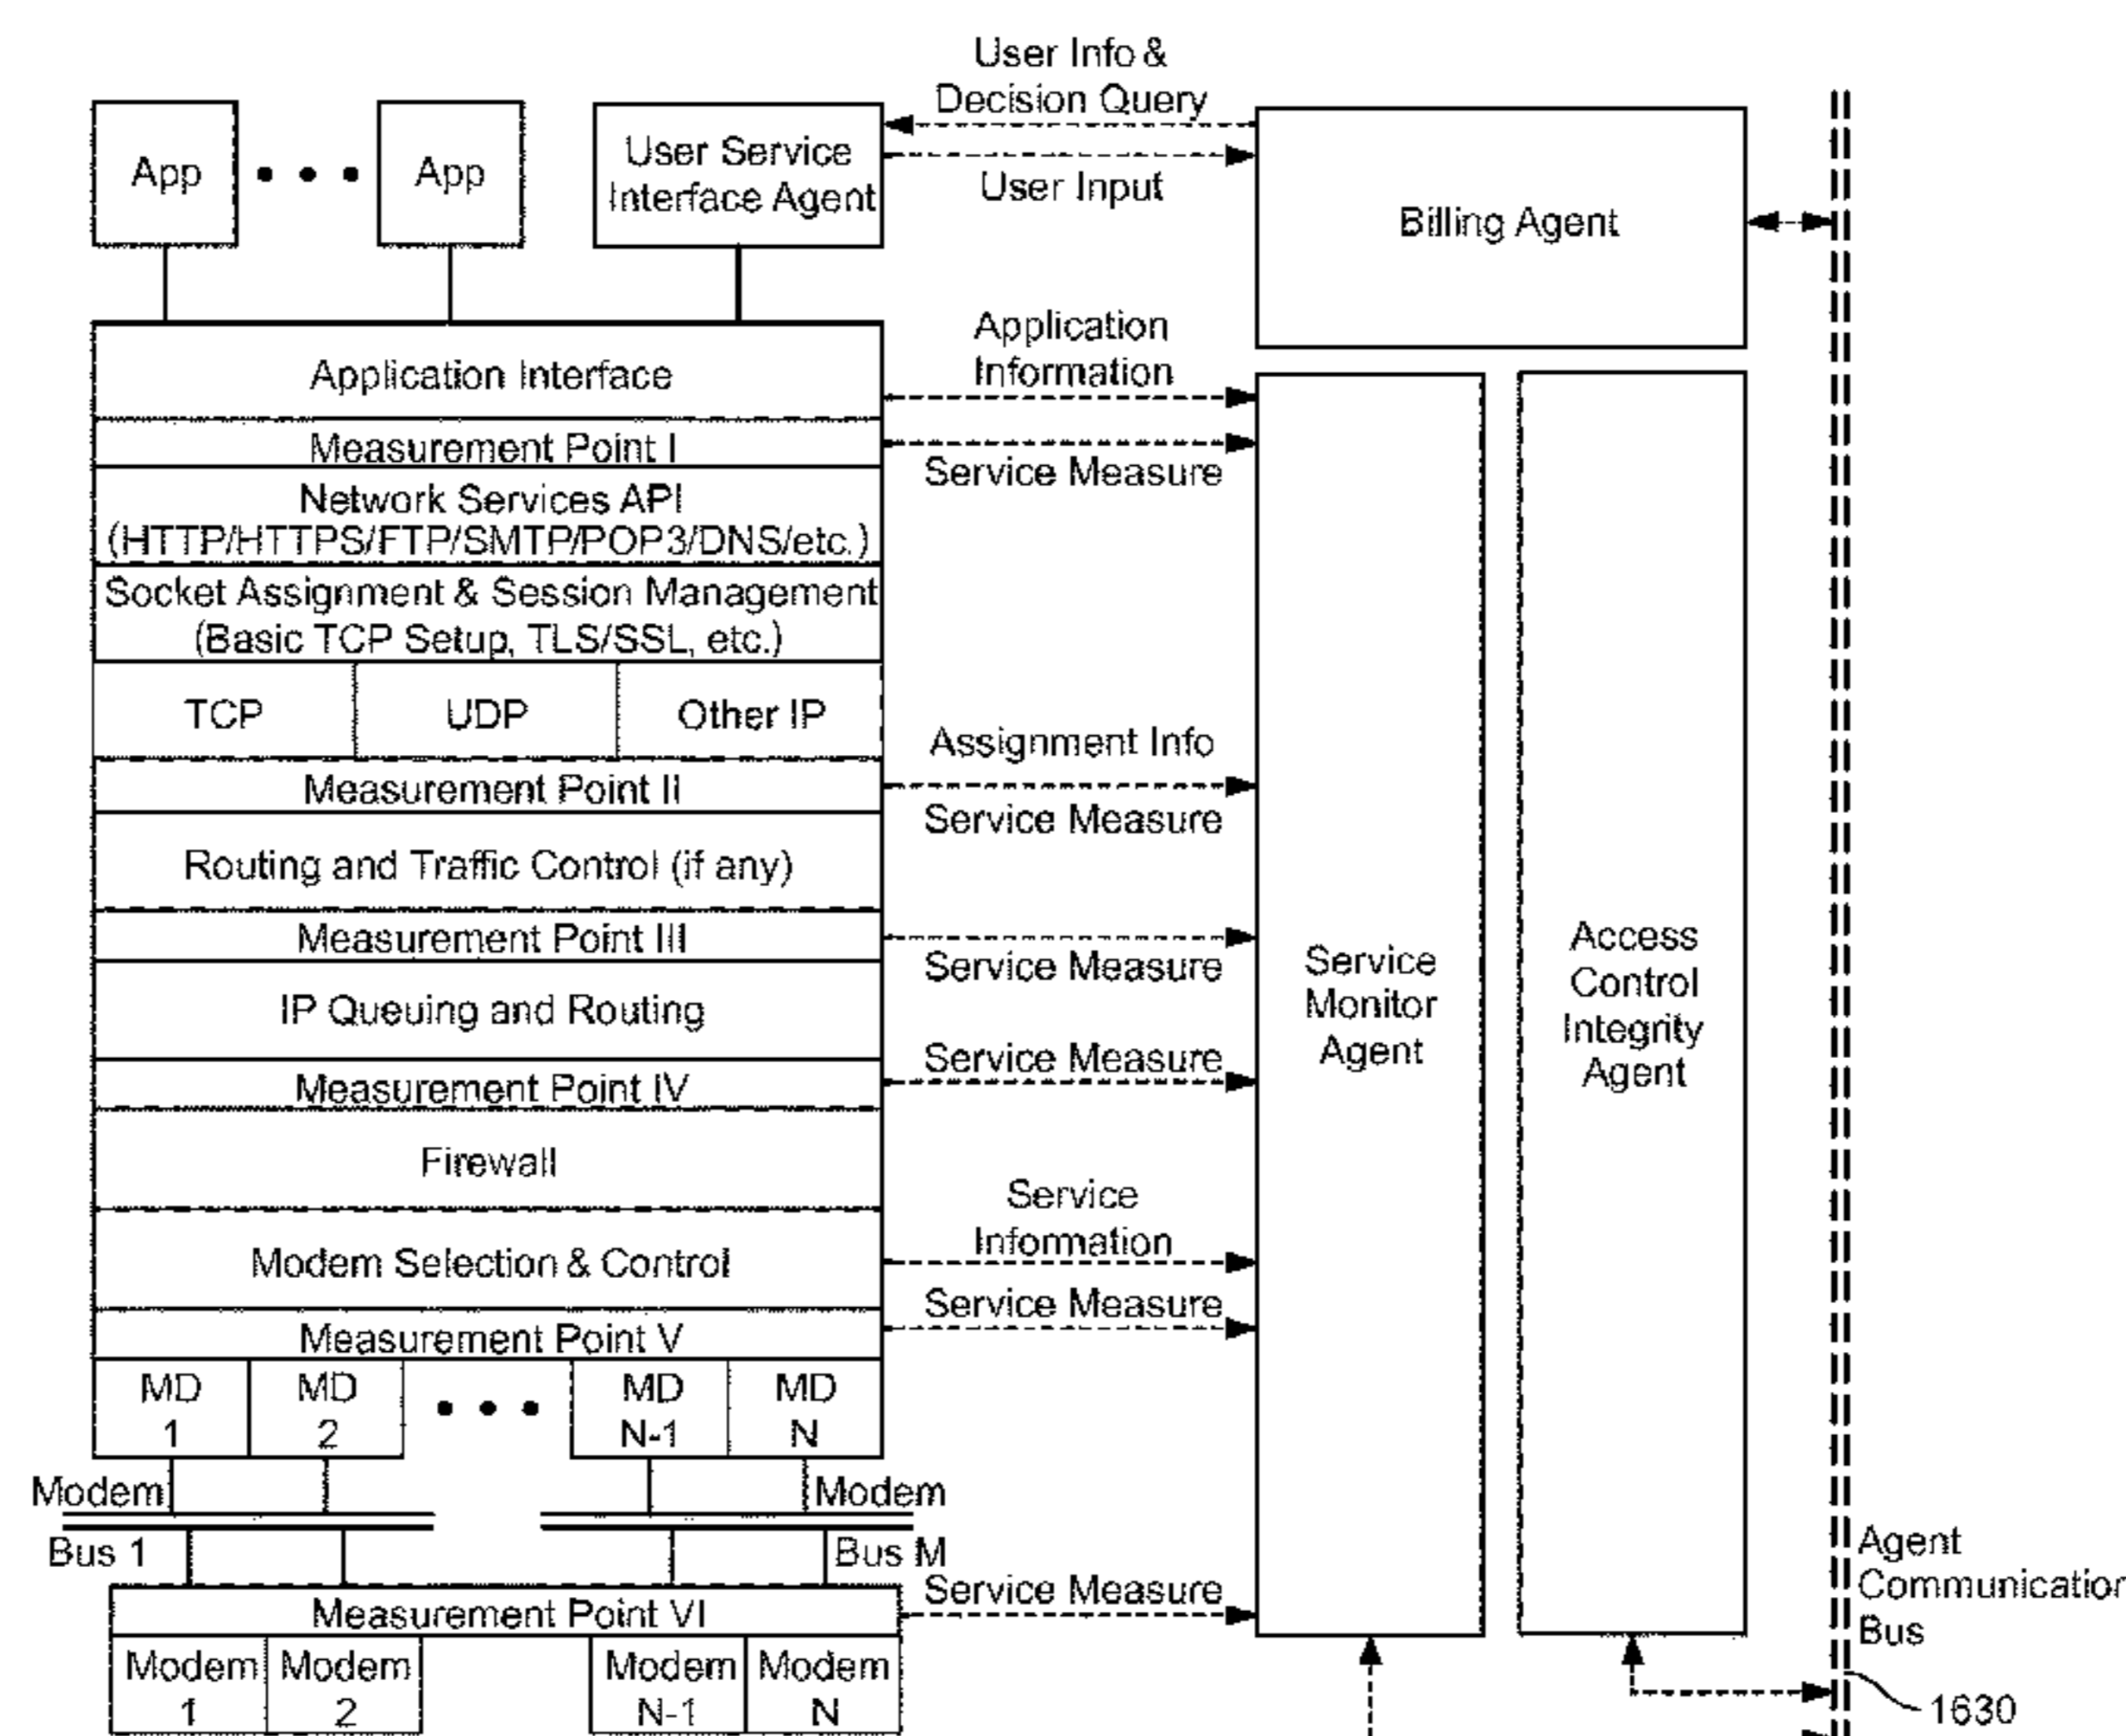 User Info &
Decision Query
App
App
User Service
Interface Agent
User Input
Billing Agent
Application
Information
Application Interface
Measurement Point I
Service Measure
Network Services API
(HTTP/HTTPS/FTP/SMTP/POP3/DNS/etc.)
Socket Assignment & Session Management
(Basic TCP Setup, TLS/SSL, etc.)
TCP
UDP
Other IP
Assignment Info
Measurement Point II
Service Measure
Routing and Traffic Control (if any)
Measurement Point III
Service Measure
IP Queuing and Routing
Service Measure
Measurement Point IV
Firewall
Service
Information
Modem Selection & Control
Service Measure
Measurement Point V
MD
1
MD
2
MD
N-1
MD
N
Modem
Bus 1
Modem
Bus M
Service Measure
Measurement Point VI
Modem
1
Modem
2
Modem
N-1
Modem
N
Service
Monitor
Agent
Access
Control
Integrity
Agent
Agent
Communication
Bus
1630